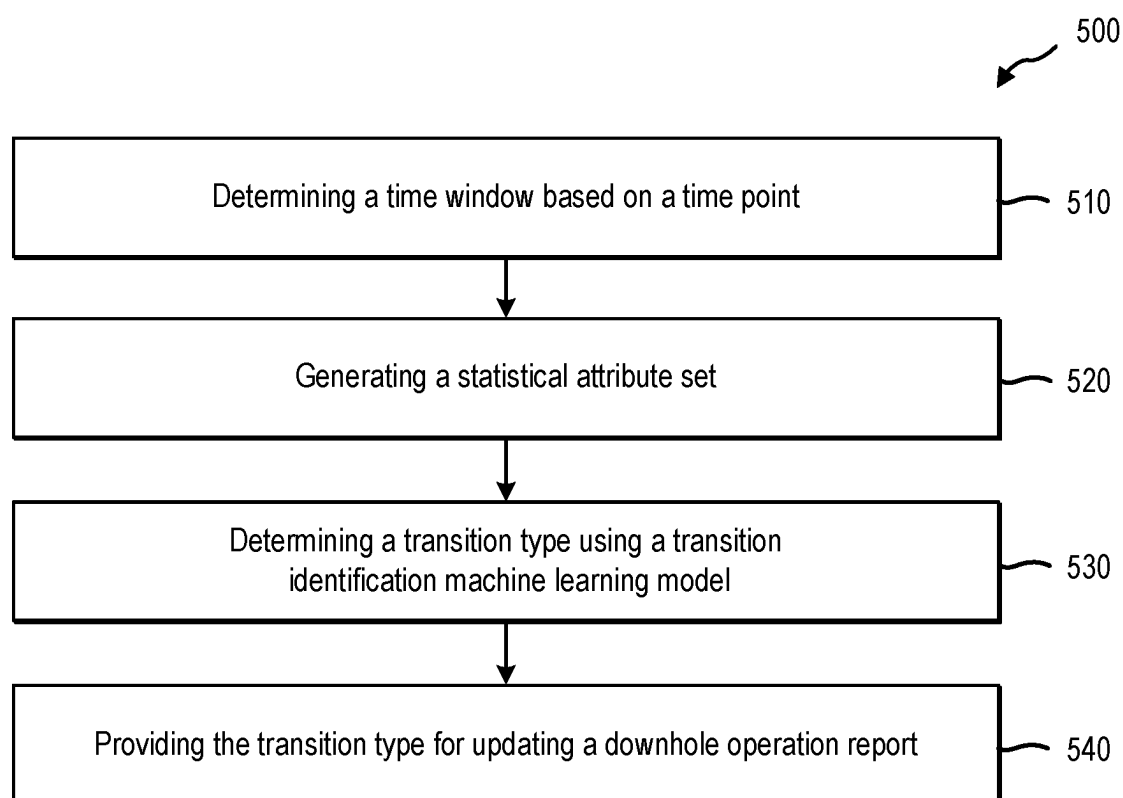 500
Determining a time window based on a time point
510
Generating a statistical attribute set
520
Determining a transition type using a transition
identification machine learning model
530
Providing the transition type for updating a downhole operation report
540